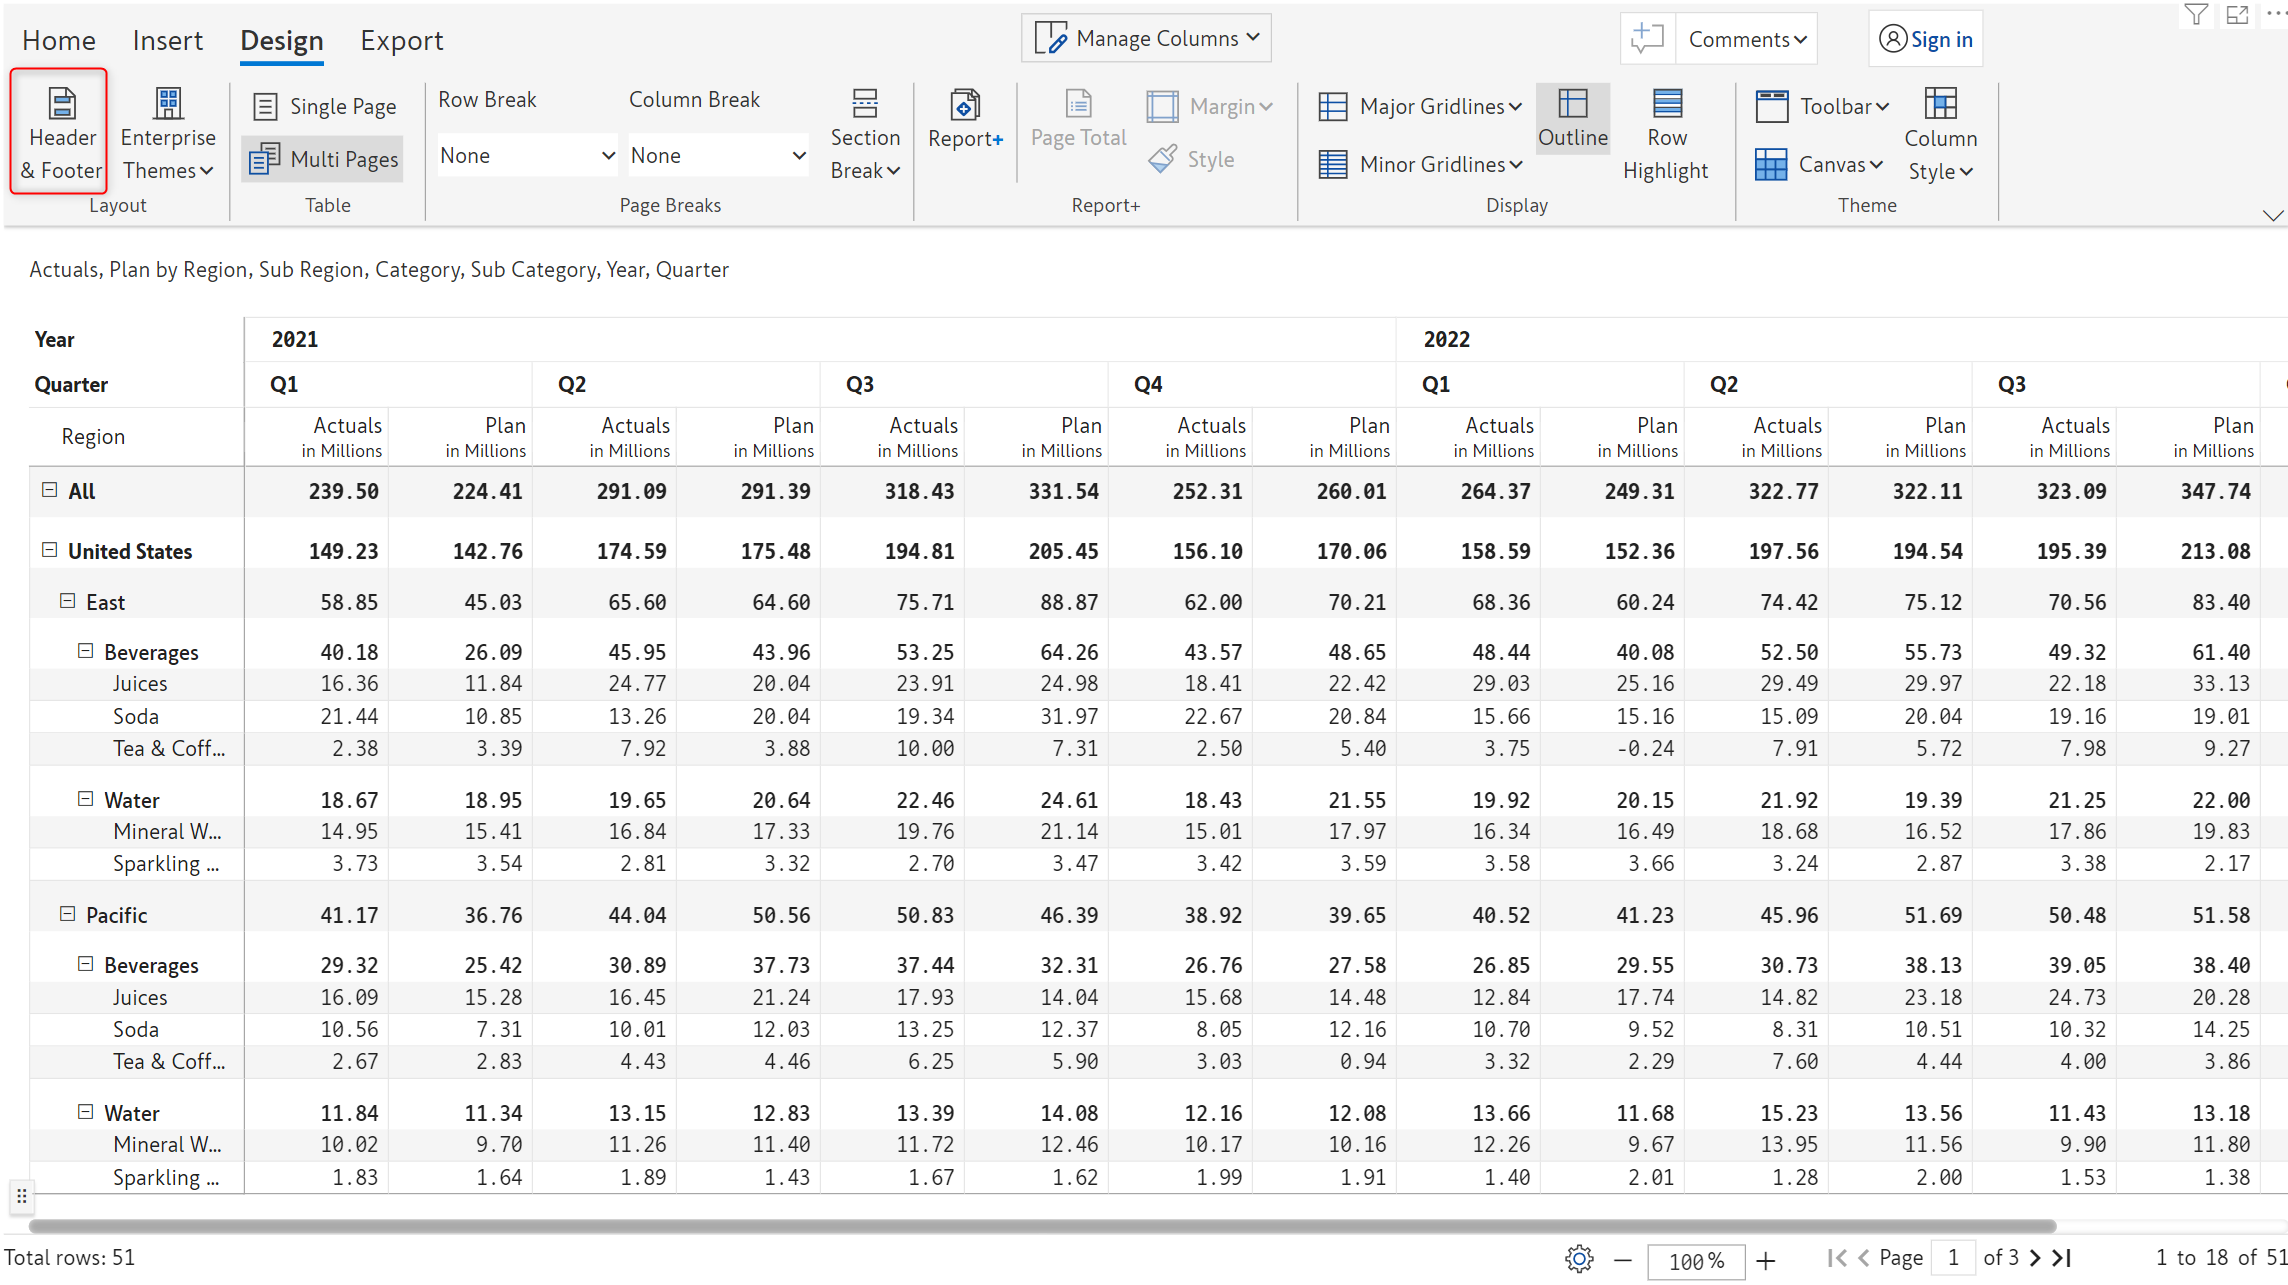 Home Insert Design Export Manage Columns Comments Sign in
Header & Footer Enterprise Themes Single Page Multi Pages Row Break None Column Break None Section Break Report+ Page Total Margin Style Major Gridlines Minor Gridlines Outline Row Highlight Toolbar Canvas Column Style
Layout Table Page Breaks Report+ Display Theme
Actuals, Plan by Region, Sub Region, Category, Sub Category, Year, Quarter
Year 2021 2022
Quarter Q1 Q2 Q3 Q4 Q1 Q2 Q3
Region Actuals Plan Actuals Plan Actuals Plan Actuals Plan Actuals Plan Actuals Plan Actuals Plan
in Millions in Millions in Millions in Millions in Millions in Millions in Millions in Millions in Millions in Millions in Millions in Millions in Millions in Millions
All 239.50 224.41 291.09 291.39 318.43 331.54 252.31 260.01 264.37 249.31 322.77 322.11 323.09 347.74
United States 149.23 142.76 174.59 175.48 194.81 205.45 156.10 170.06 158.59 152.36 197.56 194.54 195.39 213.08
East 58.85 45.03 65.60 64.60 75.71 88.87 62.00 70.21 68.36 60.24 74.42 75.12 70.56 83.40
Beverages 40.18 26.09 45.95 43.96 53.25 64.26 43.57 48.65 48.44 40.08 52.50 55.73 49.32 61.40
Juices 16.36 11.84 24.77 20.04 23.91 24.98 18.41 22.42 29.03 25.16 29.49 29.97 22.18 33.13
Soda 21.44 10.85 13.26 20.04 19.34 31.97 22.67 20.84 15.66 15.16 15.09 20.04 19.16 19.01
Tea & Coff... 2.38 3.39 7.92 3.88 10.00 7.31 2.50 5.40 3.75 -0.24 7.91 5.72 7.98 9.27
Water 18.67 18.95 19.65 20.64 22.46 24.61 18.43 21.55 19.92 20.15 21.92 19.39 21.25 22.00
Mineral W... 14.95 15.41 16.84 17.33 19.76 21.14 15.01 17.97 16.34 16.49 18.68 16.52 17.86 19.83
Sparkling ... 3.73 3.54 2.81 3.32 2.70 3.47 3.42 3.59 3.58 3.66 3.24 2.87 3.38 2.17
Pacific 41.17 36.76 44.04 50.56 50.83 46.39 38.92 39.65 40.52 41.23 45.96 51.69 50.48 51.58
Beverages 29.32 25.42 30.89 37.73 37.44 32.31 26.76 27.58 26.85 29.55 30.73 38.13 39.05 38.40
Juices 16.09 15.28 16.45 21.24 17.93 14.04 15.68 14.48 12.84 17.74 14.82 23.18 24.73 20.28
Soda 10.56 7.31 10.01 12.03 13.25 12.37 8.05 12.16 10.70 9.52 8.31 10.51 10.32 14.25
Tea & Coff... 2.67 2.83 4.43 4.46 6.25 5.90 3.03 0.94 3.32 2.29 7.60 4.44 4.00 3.86
Water 11.84 11.34 13.15 12.83 13.39 14.08 12.16 12.08 13.66 11.68 15.23 13.56 11.43 13.18
Mineral W... 10.02 9.70 11.26 11.40 11.72 12.46 10.17 10.16 12.26 9.67 13.95 11.56 9.90 11.80
Sparkling ... 1.83 1.64 1.89 1.43 1.67 1.62 1.99 1.91 1.40 2.01 1.28 2.00 1.53 1.38
Total rows: 51 100% Page 1 of 3 1 to 18 of 51